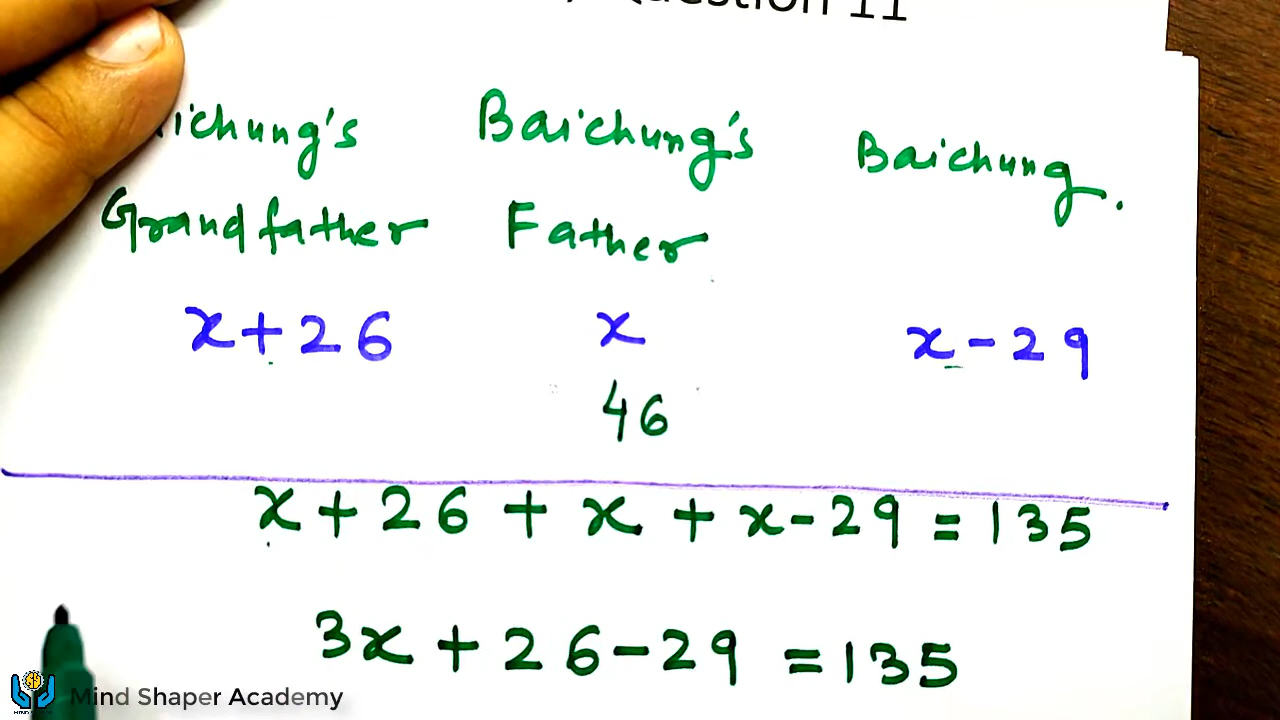 Question 11
Baichung's Baichung.
Grandfather Father
x+26 x x-29
46
x+26 + x + x-29 = 135
3x + 26-29 = 135
Mind Shaper Academy